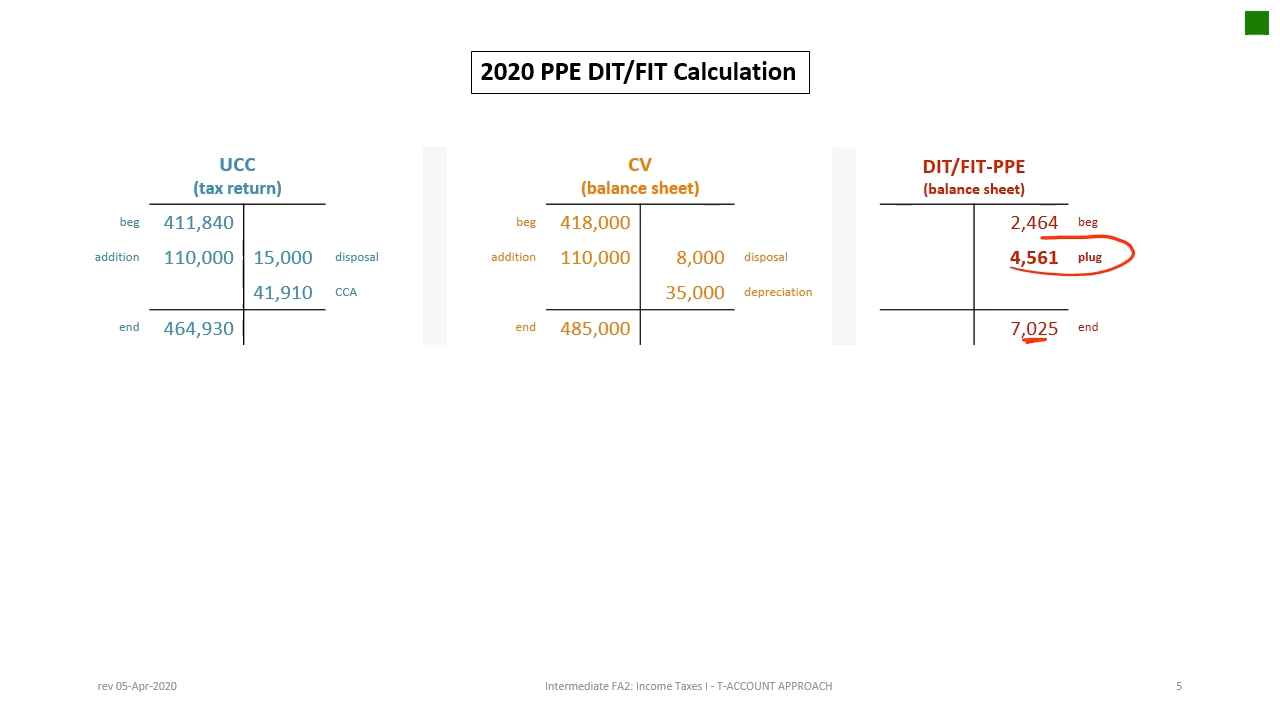 2020 PPE DIT/FIT Calculation
UCC
(tax return)
beg 411,840
addition 110,000 15,000 disposal
41,910 CCA
end 464,930
CV
(balance sheet)
beg 418,000
addition 110,000 8,000 disposal
35,000 depreciation
end 485,000
DIT/FIT-PPE
(balance sheet)
2,464 beg
4,561 plug
7,025 end
rev 05-Apr-2020 Intermediate FA2: Income Taxes I - T-ACCOUNT APPROACH 5